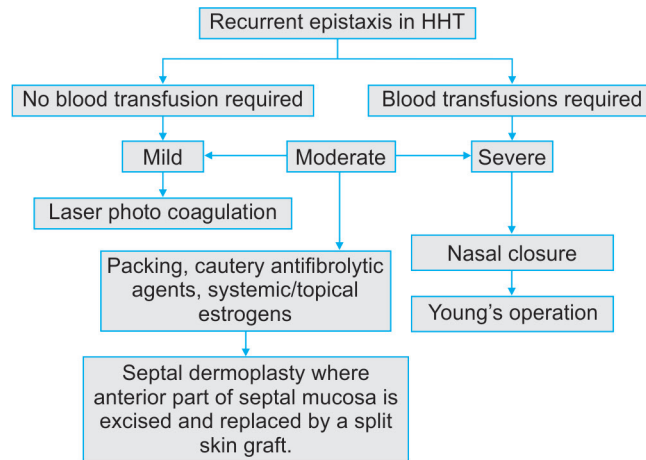 Recurrent epistaxis in HHT
No blood transfusion required
Blood transfusions required
Mild
Moderate
Severe
Laser photo coagulation
Packing, cautery antifibrolytic
agents, systemic/topical
estrogens
Nasal closure
Young's operation
Septal dermoplasty where
anterior part of septal mucosa is
excised and replaced by a split
skin graft.